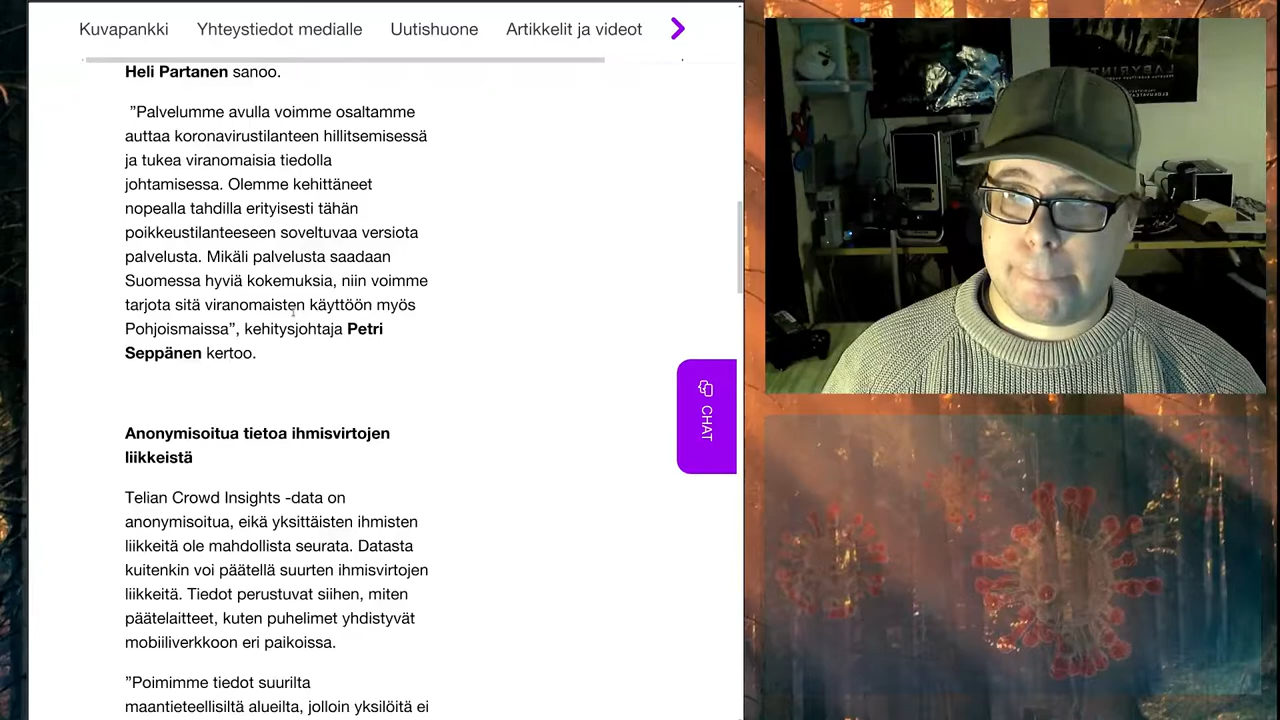 Kuvapankki Yhteystiedot medialle Uutishuone Artikkelit ja videot
Heli Partanen sanoo.
”Palvelumme avulla voimme osaltamme
auttaa koronavirustilanteen hillitsemisessä
ja tukea viranomaisia tiedolla
johtamisessa. Olemme kehittäneet
nopealla tahdilla erityisesti tähän
poikkeustilanteeseen soveltuvaa versiota
palvelusta. Mikäli palvelusta saadaan
Suomessa hyviä kokemuksia, niin voimme
tarjota sitä viranomaisten käyttöön myös
Pohjoismaissa”, kehitysjohtaja Petri
Seppänen kertoo.
Anonymisoitua tietoa ihmisvirtojen
liikkeistä
Telian Crowd Insights -data on
anonymisoitua, eikä yksittäisten ihmisten
liikkeitä ole mahdollista seurata. Datasta
kuitenkin voi päätellä suurten ihmisvirtojen
liikkeitä. Tiedot perustuvat siihen, miten
päätelaitteet, kuten puhelimet yhdistyvät
mobiiliverkkoon eri paikoissa.
”Poimimme tiedot suurilta
maantieteellisiltä alueilta, jolloin yksilöitä ei
CHAT